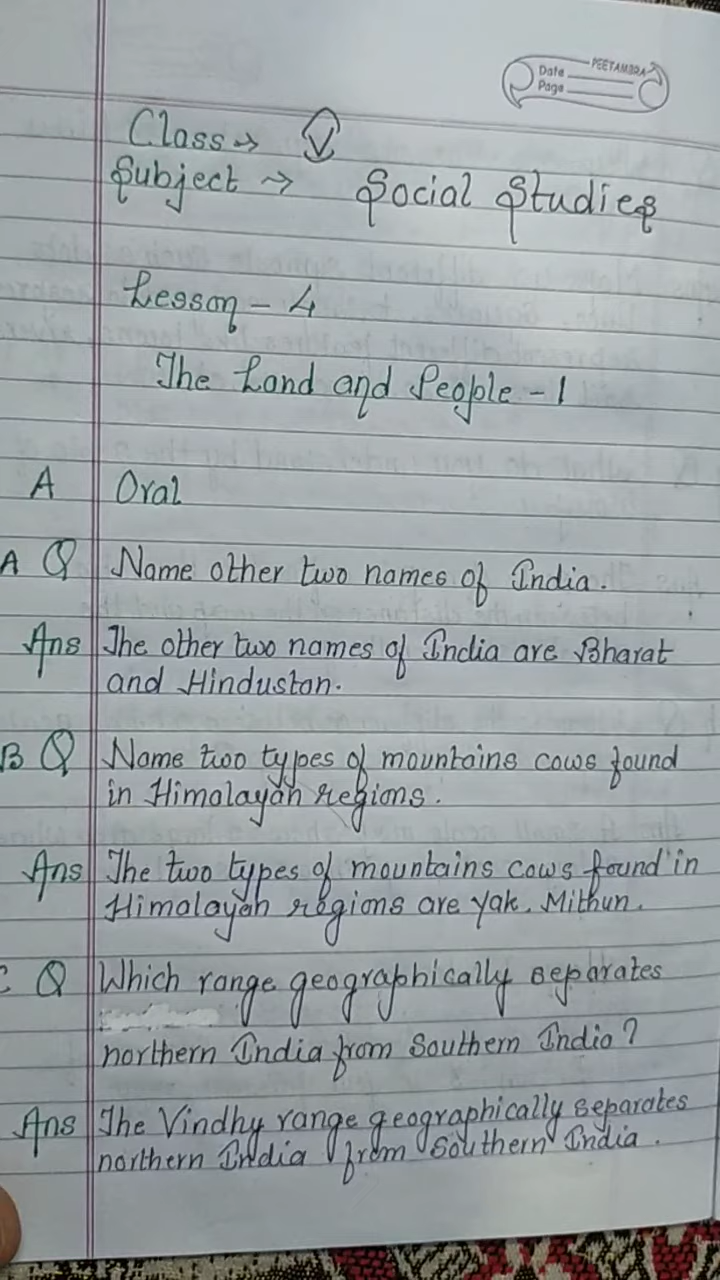 PEETAMBRA
Date
Page
Class → V
Subject → Social Studies
Lesson - 4
The Land and People - 1
A Oral
A Q Name other two names of India.
Ans The other two names of India are Bharat
and Hindustan.
B Q Name two types of mountains cows found
in Himalayan regions.
Ans The two types of mountains cows found in
Himalayan regions are yak, Mithun.
C Q Which range geographically separates
northern India from Southern India?
Ans The Vindhy range geographically separates
northern India from Southern India.